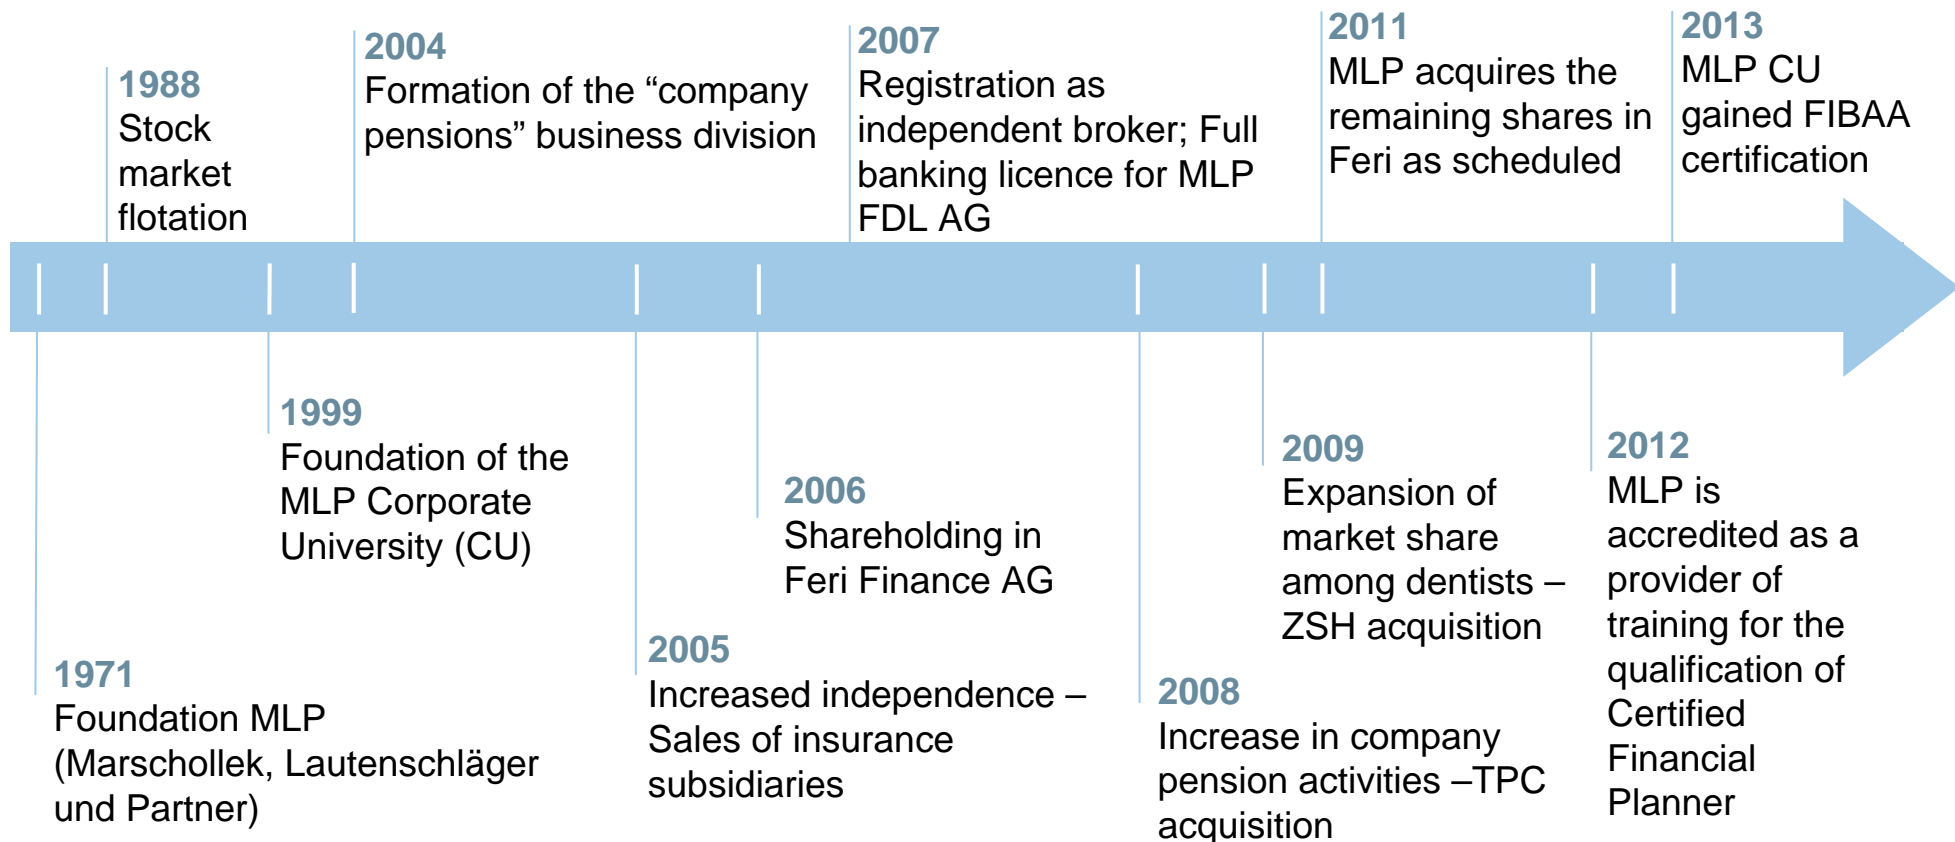 1988
Stock
market
flotation
2004
Formation of the “company
pensions” business division
2007
Registration as
independent broker; Full
banking licence for MLP
FDL AG
2011
MLP acquires the
remaining shares in
Feri as scheduled
2013
MLP CU
gained FIBAA
certification
1971
Foundation MLP
(Marschollek, Lautenschläger
und Partner)
1999
Foundation of the
MLP Corporate
University (CU)
2005
Increased independence –
Sales of insurance
subsidiaries
2006
Shareholding in
Feri Finance AG
2008
Increase in company
pension activities –TPC
acquisition
2009
Expansion of
market share
among dentists –
ZSH acquisition
2012
MLP is
accredited as a
provider of
training for the
qualification of
Certified
Financial
Planner